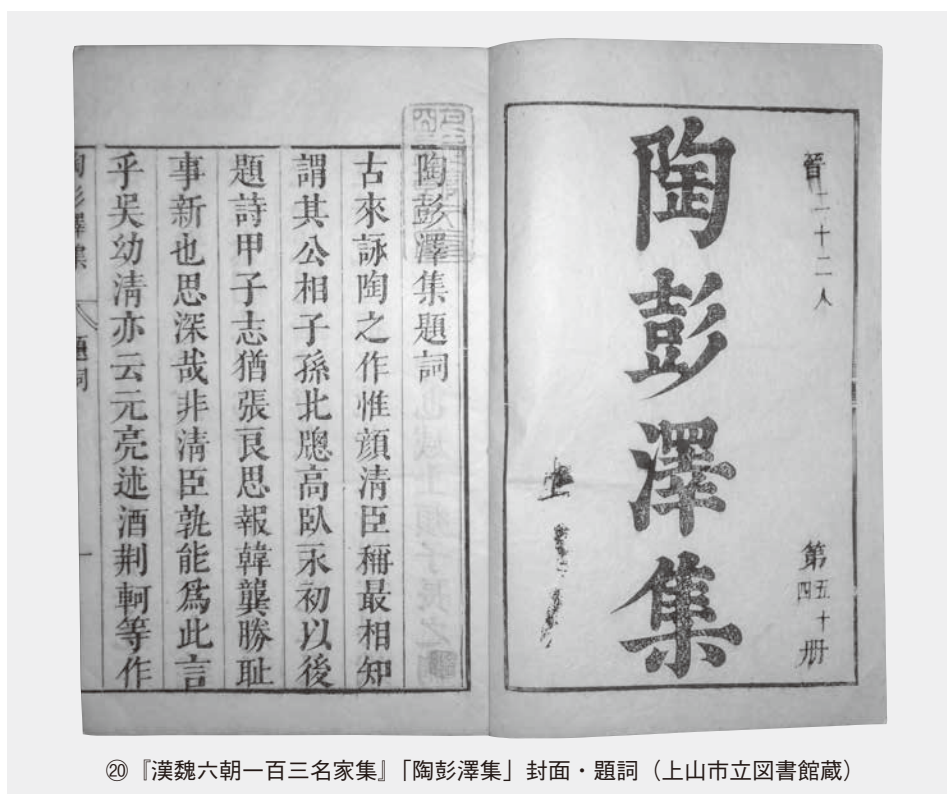 晉二十二人
第五十四册
陶彭澤集
陶彭澤集題詞
古來詠陶之作惟顔清臣稱最相知
謂其公相子孫北牕高臥永初以後
題詩甲子志猶張良思報韓龔勝恥
事新也思深哉非清臣孰能爲此言
乎吳幼清亦云元亮述酒荆軻等作
陶彭澤集 題詞 一
⑳『漢魏六朝一百三名家集』「陶彭澤集」封面・題詞（上山市立図書館蔵）